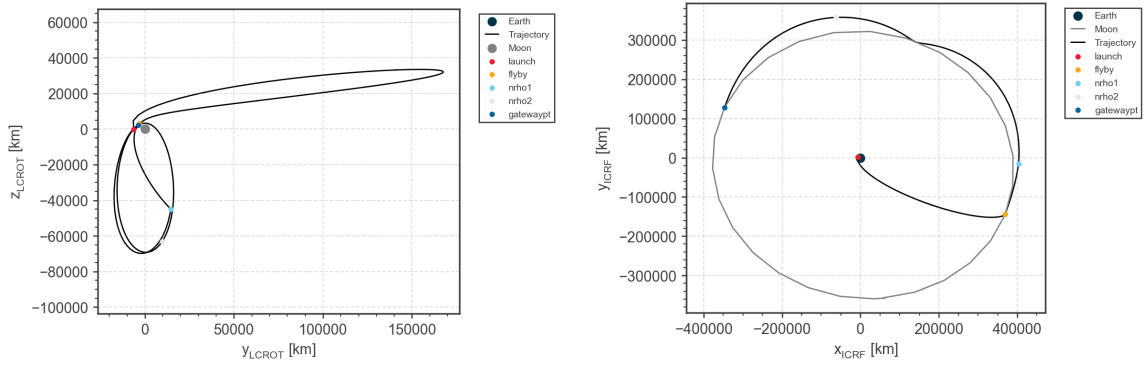 60000
40000
20000
0
−20000
−40000
−60000
−80000
−100000
z_LCROT [km]
0
50000
100000
150000
y_LCROT [km]
Earth
Trajectory
Moon
launch
flyby
nrho1
nrho2
gatewaypt
300000
200000
100000
0
−100000
−200000
−300000
y_ICRF [km]
−400000
−200000
0
200000
400000
x_ICRF [km]
Earth
Moon
Trajectory
launch
flyby
nrho1
nrho2
gatewaypt